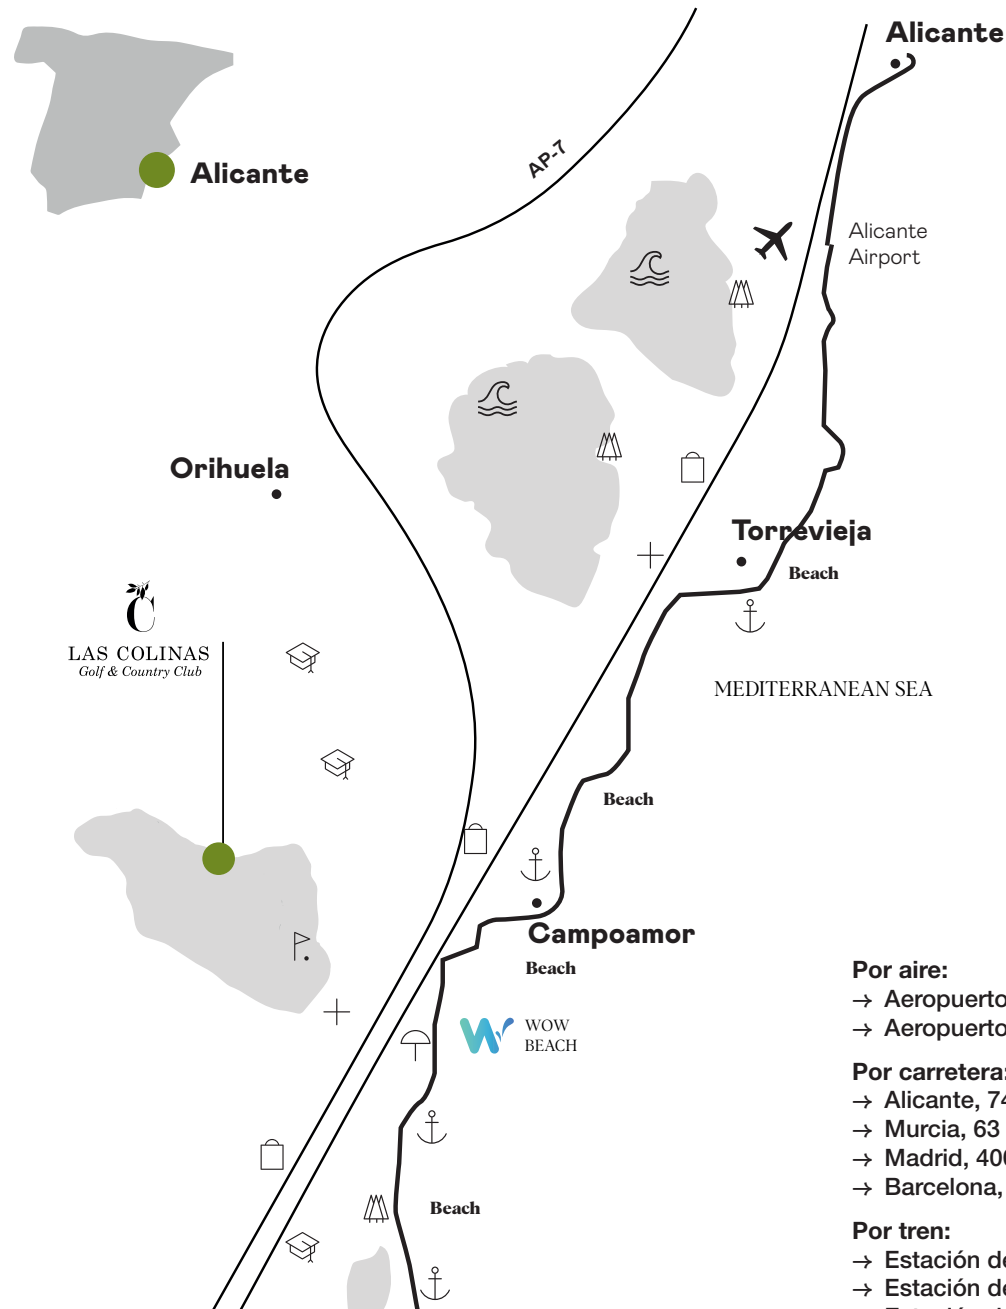 Alicante
Alicante
AP-7
Alicante
Airport
Orihuela
Torrevieja
Beach
C
LAS COLINAS
Golf & Country Club
MEDITERRANEAN SEA
Beach
Campoamor
Beach
WOW
BEACH
Beach
Por aire:
→ Aeropuerto
→ Aeropuerto
Por carretera:
→ Alicante, 74
→ Murcia, 63
→ Madrid, 400
→ Barcelona,
Por tren:
→ Estación de
→ Estación de